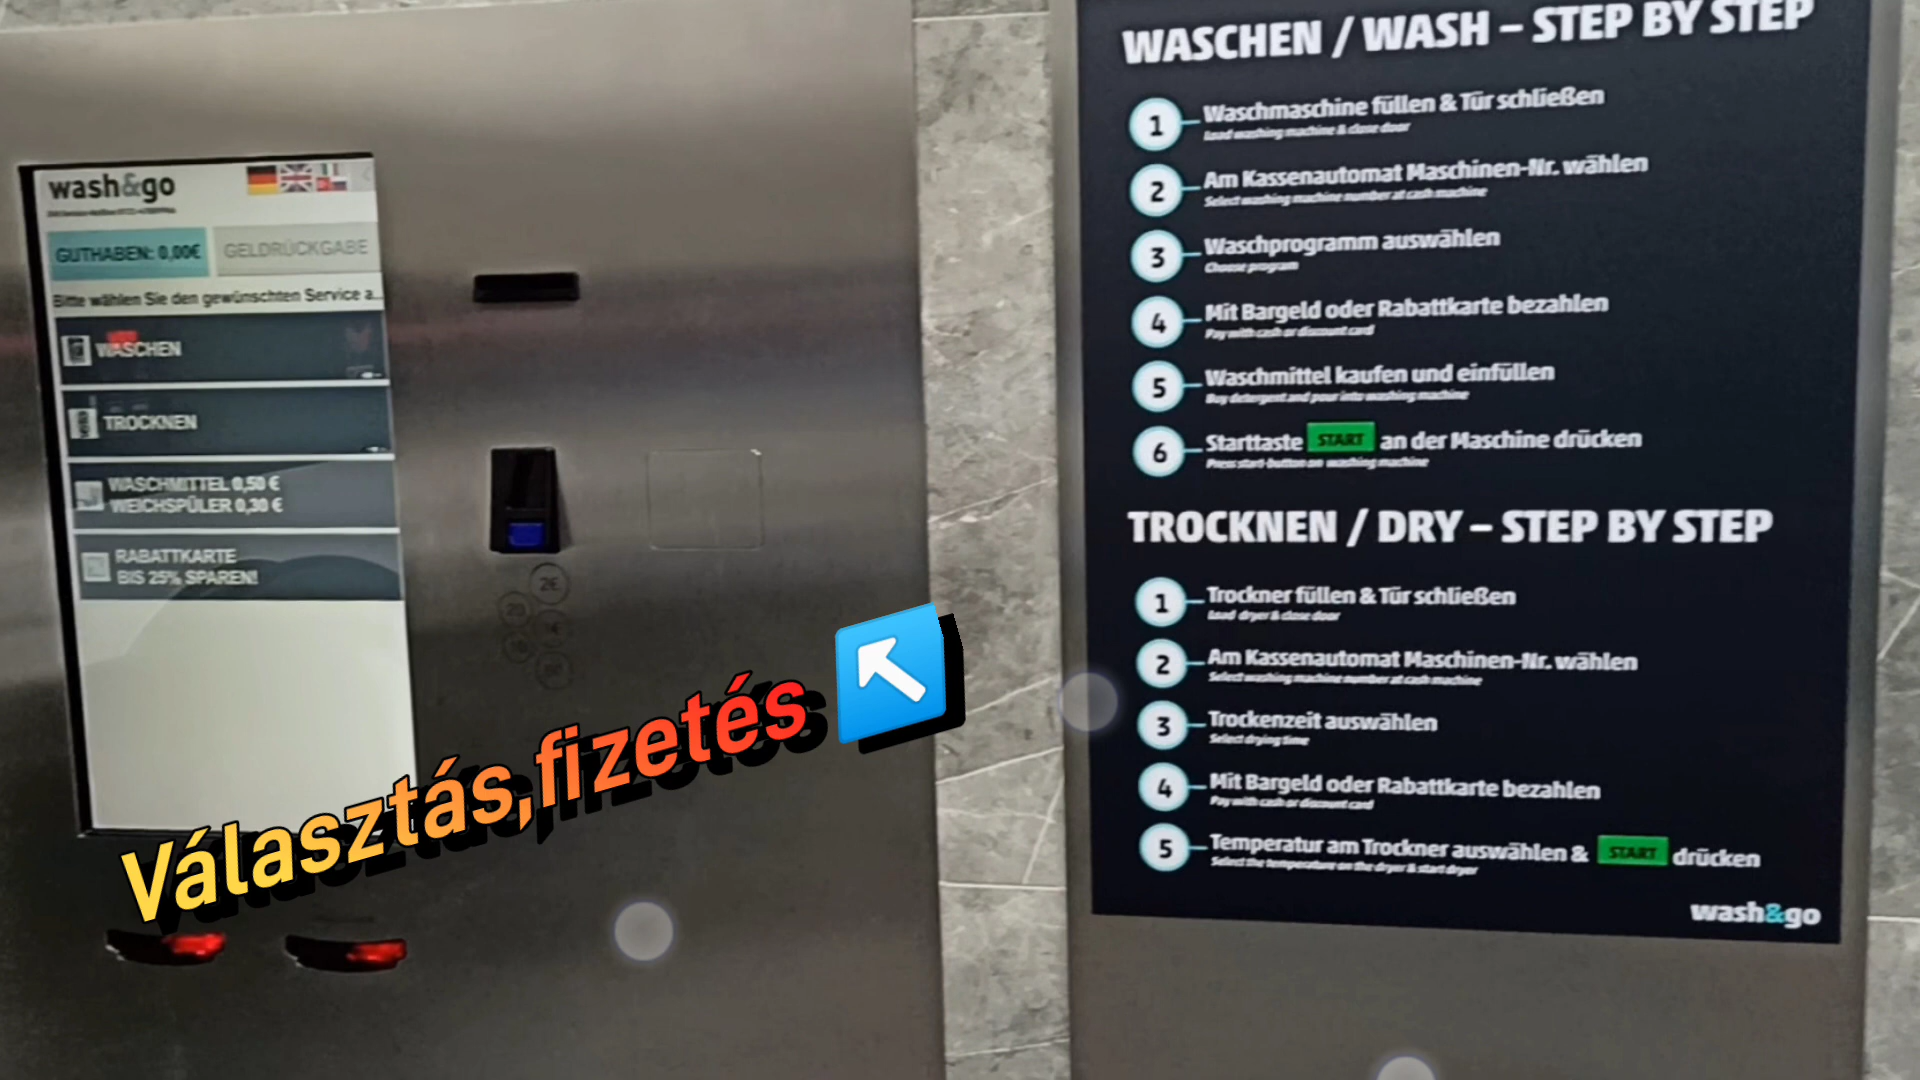 wash&go
GUTHABEN: 0,00€
GELDRÜCKGABE
Bitte wählen Sie den gewünschten Service a...
WASCHEN
TROCKNEN
WASCHMITTEL 0,50 €
WEICHSPÜLER 0,30 €
RABATTKARTE
BIS 25% SPAREN!
2€
Választás,fizetés
WASCHEN / WASH – STEP BY STEP
1 Waschmaschine füllen & Tür schließen
Load washing machine & close door
2 Am Kassenautomat Maschinen-Nr. wählen
Select washing machine number at cash machine
3 Waschprogramm auswählen
Choose program
4 Mit Bargeld oder Rabattkarte bezahlen
Pay with cash or discount card
5 Waschmittel kaufen und einfüllen
Buy detergent and pour into washing machine
6 Starttaste START an der Maschine drücken
Press start-button on washing machine
TROCKNEN / DRY – STEP BY STEP
1 Trockner füllen & Tür schließen
Load dryer & close door
2 Am Kassenautomat Maschinen-Nr. wählen
Select washing machine number at cash machine
3 Trockenzeit auswählen
Select drying time
4 Mit Bargeld oder Rabattkarte bezahlen
Pay with cash or discount card
5 Temperatur am Trockner auswählen & START drücken
Select the temperature on the dryer & start dryer
wash&go